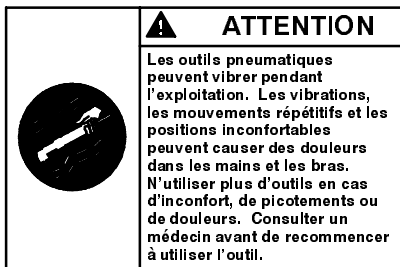 ATTENTION
Les outils pneumatiques
peuvent vibrer pendant
l'exploitation. Les vibrations,
les mouvements répétitifs et les
positions inconfortables
peuvent causer des douleurs
dans les mains et les bras.
N'utiliser plus d'outils en cas
d'inconfort, de picotements ou
de douleurs. Consulter un
médecin avant de recommencer
à utiliser l'outil.